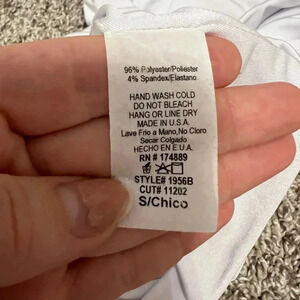 96% Polyester/Poliester
4% Spandex/Elastano
HAND WASH COLD
DO NOT BLEACH
HANG OR LINE DRY
MADE IN U.S.A.
Lave Frio a Mano,No Cloro
Secar Colgado
HECHO EN E.U.A.
RN # 174889
STYLE# 1956B
CUT# 11202
S/Chico